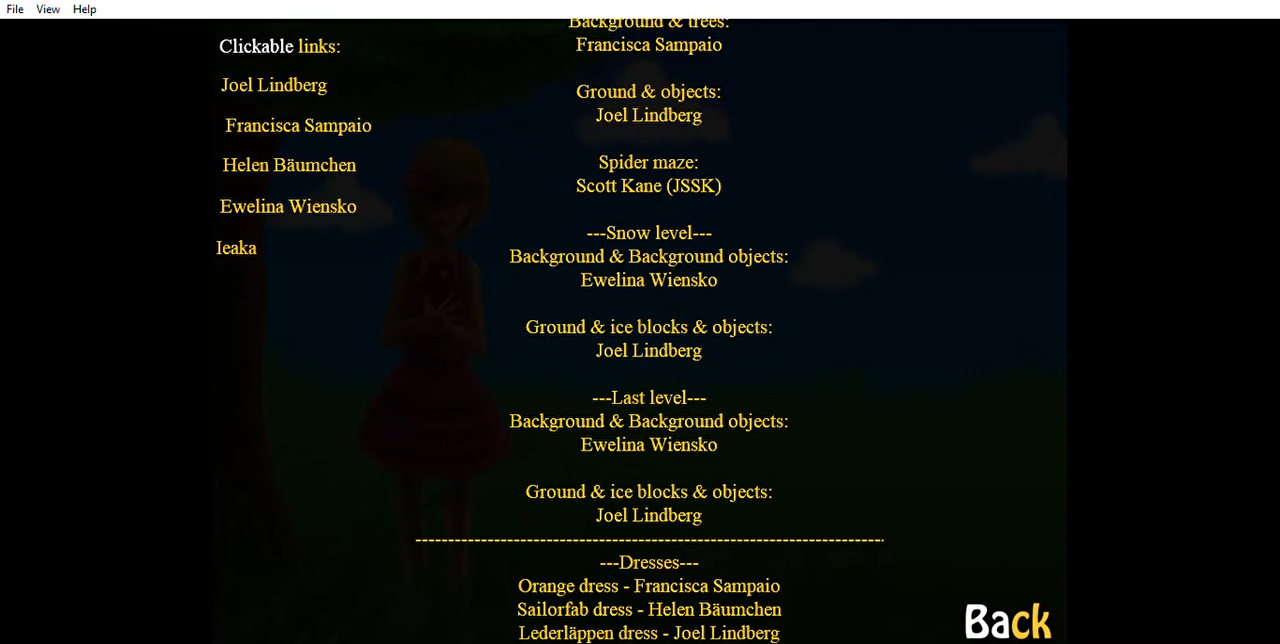 File View Help
Clickable links:
Joel Lindberg
Francisca Sampaio
Helen Bäumchen
Ewelina Wiensko
Ieaka
Background & trees:
Francisca Sampaio
Ground & objects:
Joel Lindberg
Spider maze:
Scott Kane (JSSK)
---Snow level---
Background & Background objects:
Ewelina Wiensko
Ground & ice blocks & objects:
Joel Lindberg
---Last level---
Background & Background objects:
Ewelina Wiensko
Ground & ice blocks & objects:
Joel Lindberg
---Dresses---
Orange dress - Francisca Sampaio
Sailorfab dress - Helen Bäumchen
Lederläppen dress - Joel Lindberg
Back